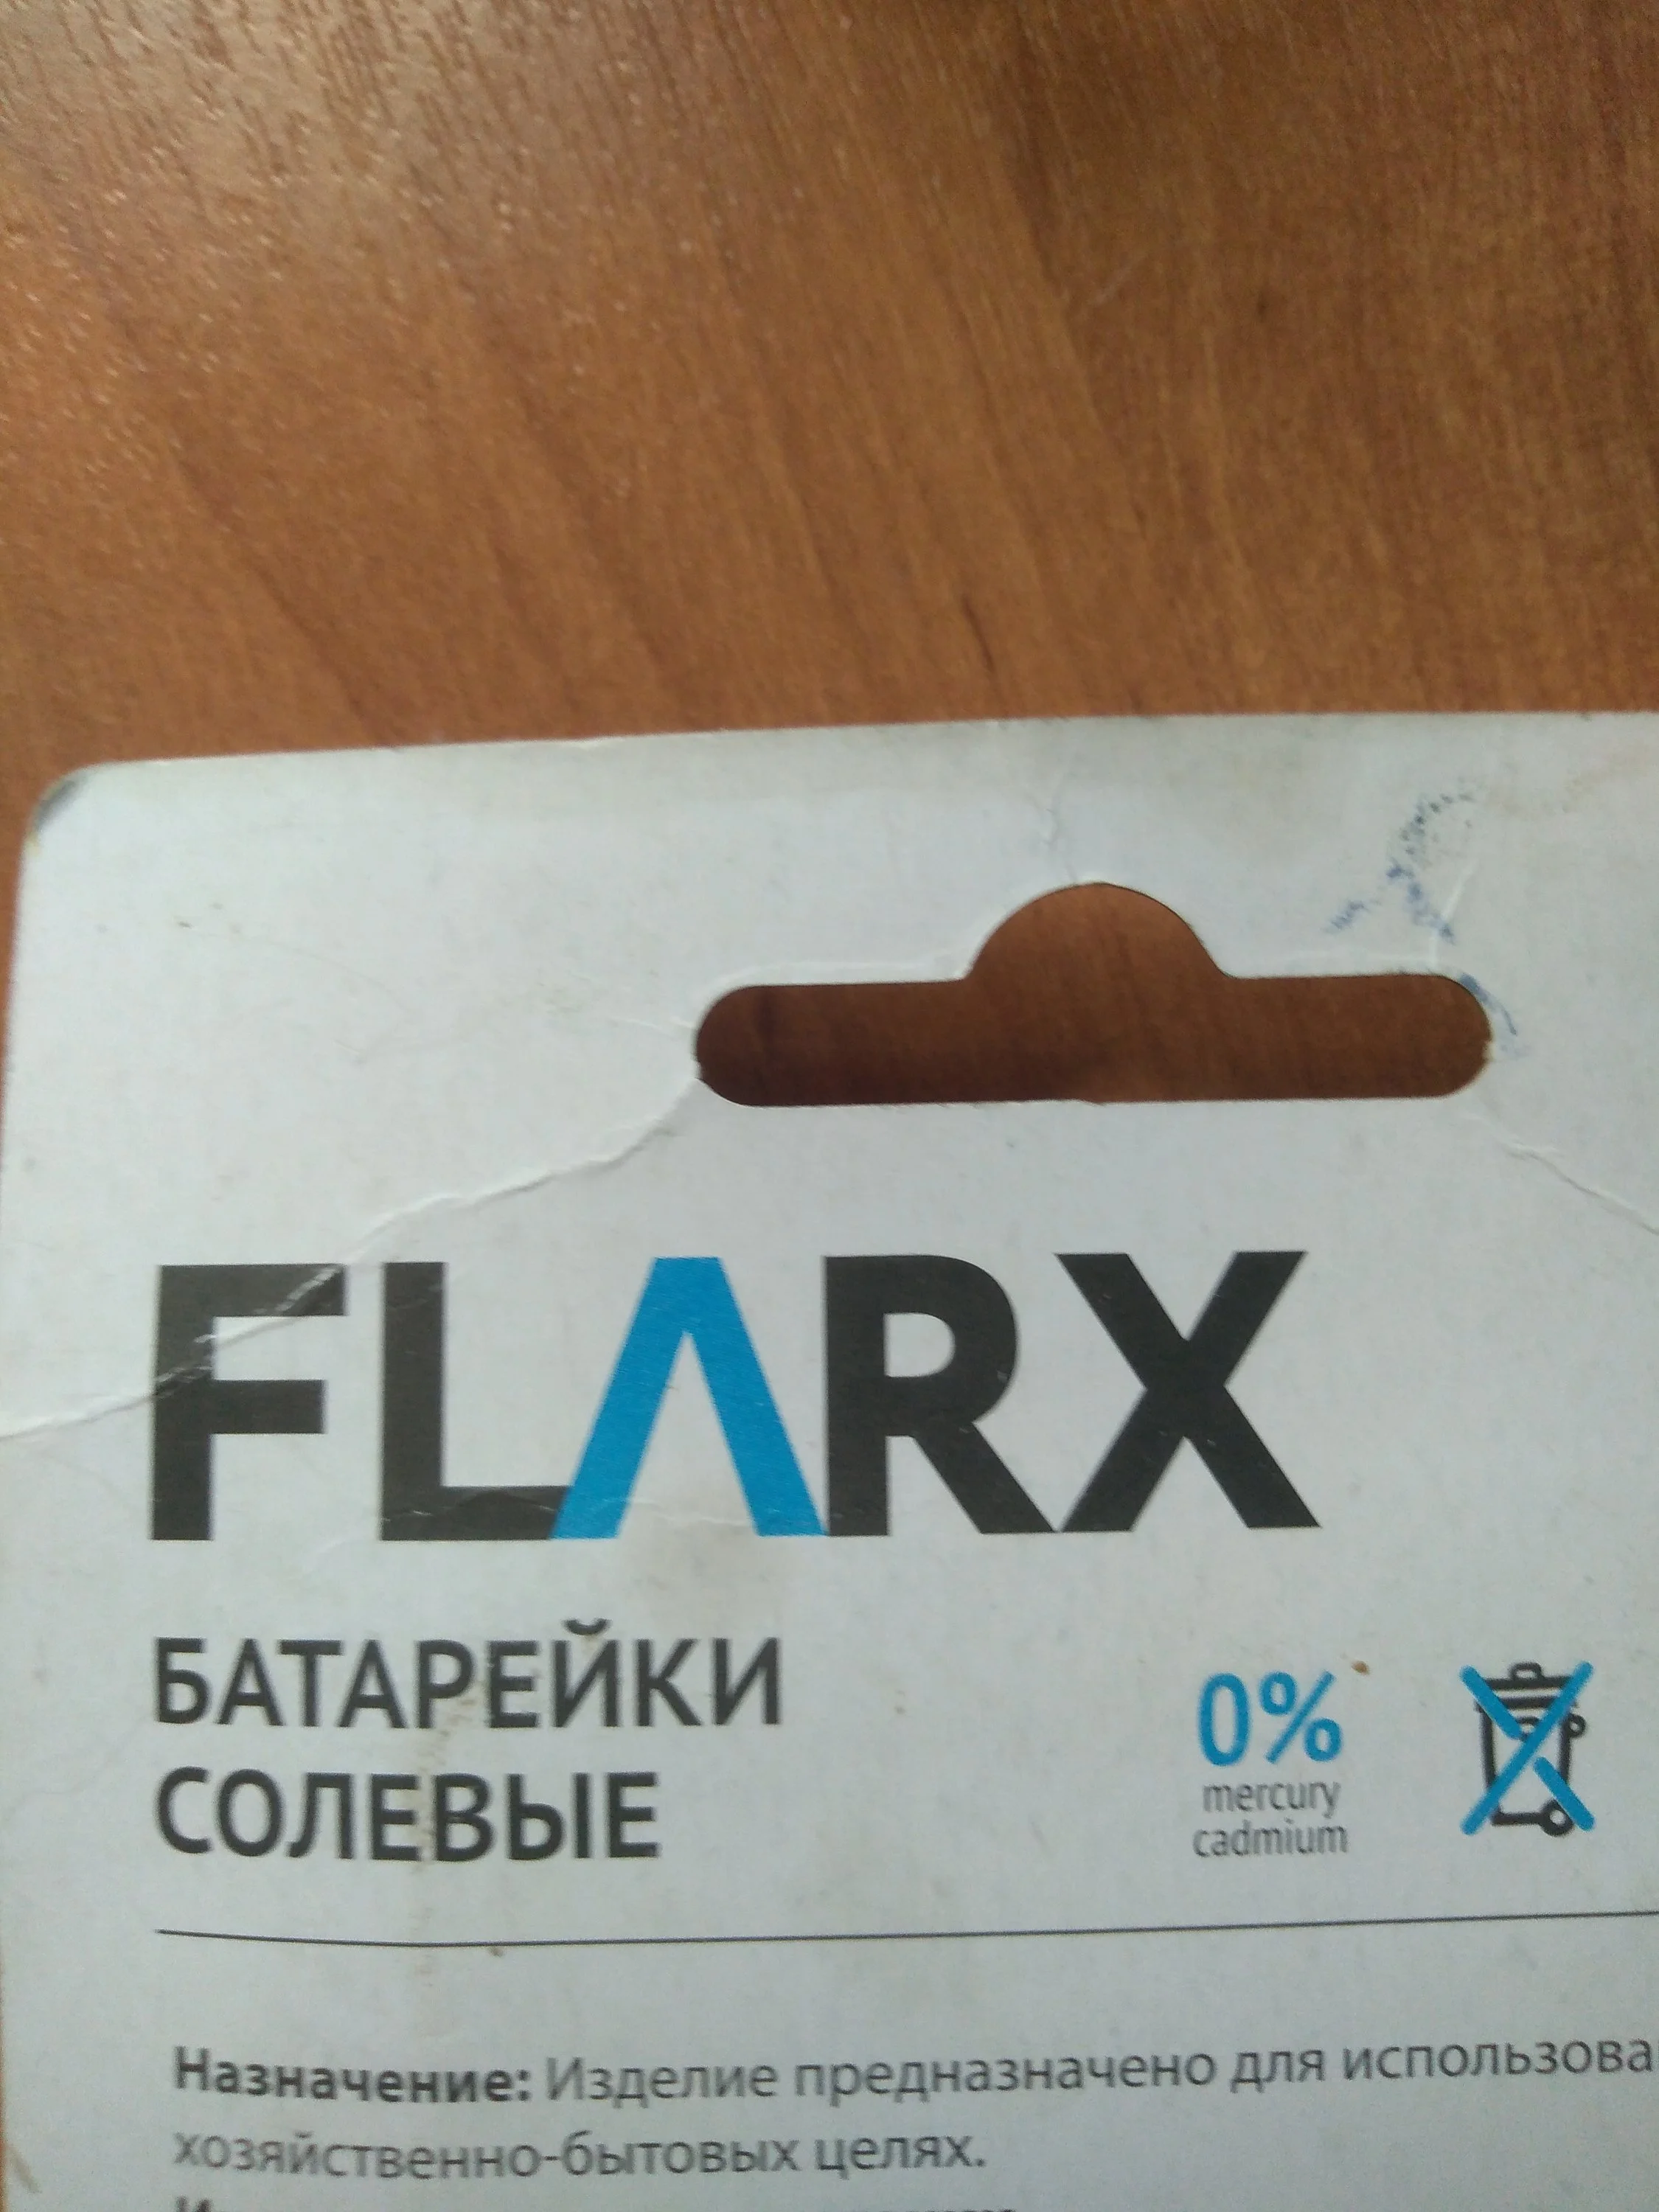 FLARX
БАТАРЕЙКИ
СОЛЕВЫЕ
0%
mercury
cadmium
Назначение: Изделие предназначено для использова
хозяйственно-бытовых целях.